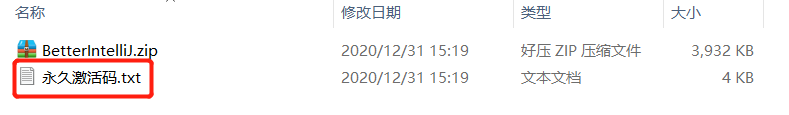 名称 修改日期 类型 大小
BetterIntelliJ.zip 2020/12/31 15:19 好压 ZIP 压缩文件 3,932 KB
永久激活码.txt 2020/12/31 15:19 文本文档 4 KB